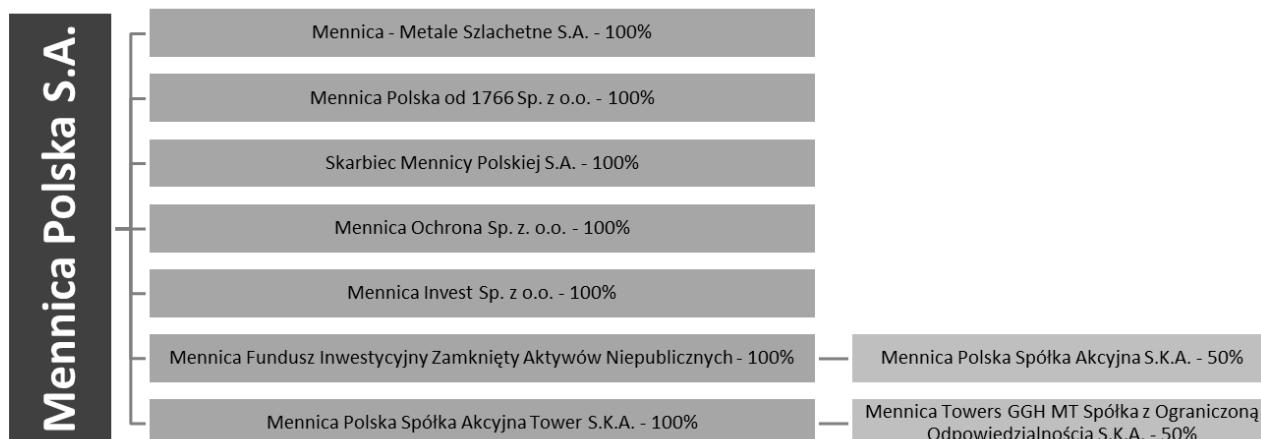 Mennica Polska S.A.
Mennica - Metale Szlachetne S.A. - 100%
Mennica Polska od 1766 Sp. z o.o. - 100%
Skarbiec Mennicy Polskiej S.A. - 100%
Mennica Ochrona Sp. z. o.o. - 100%
Mennica Invest Sp. z o.o. - 100%
Mennica Fundusz Inwestycyjny Zamknięty Aktywów Niepublicznych - 100%
Mennica Polska Spółka Akcyjna S.K.A. - 50%
Mennica Polska Spółka Akcyjna Tower S.K.A. - 100%
Mennica Towers GGH MT Spółka z Ograniczoną
Odpowiedzialnością S.K.A. - 50%